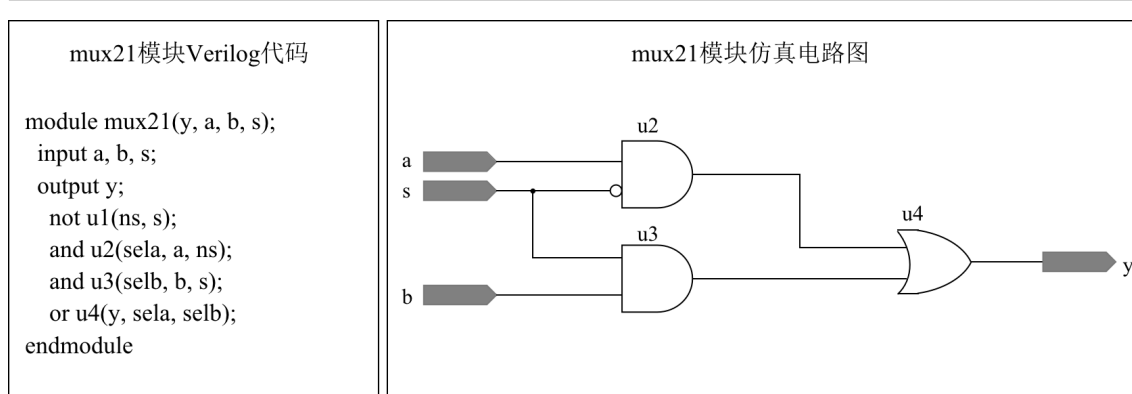 mux21模块Verilog代码
module mux21(y, a, b, s);
input a, b, s;
output y;
not u1(ns, s);
and u2(sela, a, ns);
and u3(selb, b, s);
or u4(y, sela, selb);
endmodule
mux21模块仿真电路图
u2
a
s
u4
u3
y
b